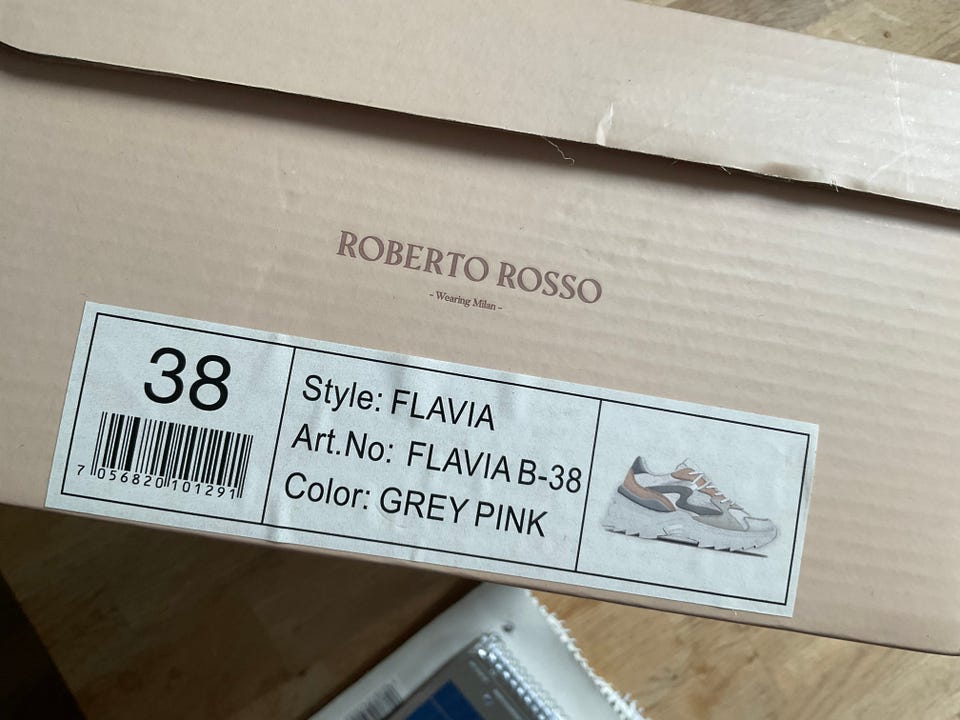 ROBERTO ROSSO
- Wearing Milan -
38
7 056820 101291
Style: FLAVIA
Art.No: FLAVIA B-38
Color: GREY PINK